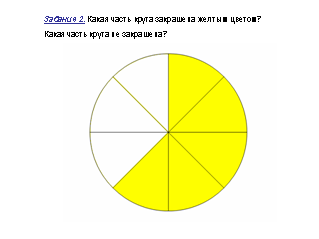 Задание 2. Какая часть круга закрашена желтым цветом?
Какая часть круга не закрашена?